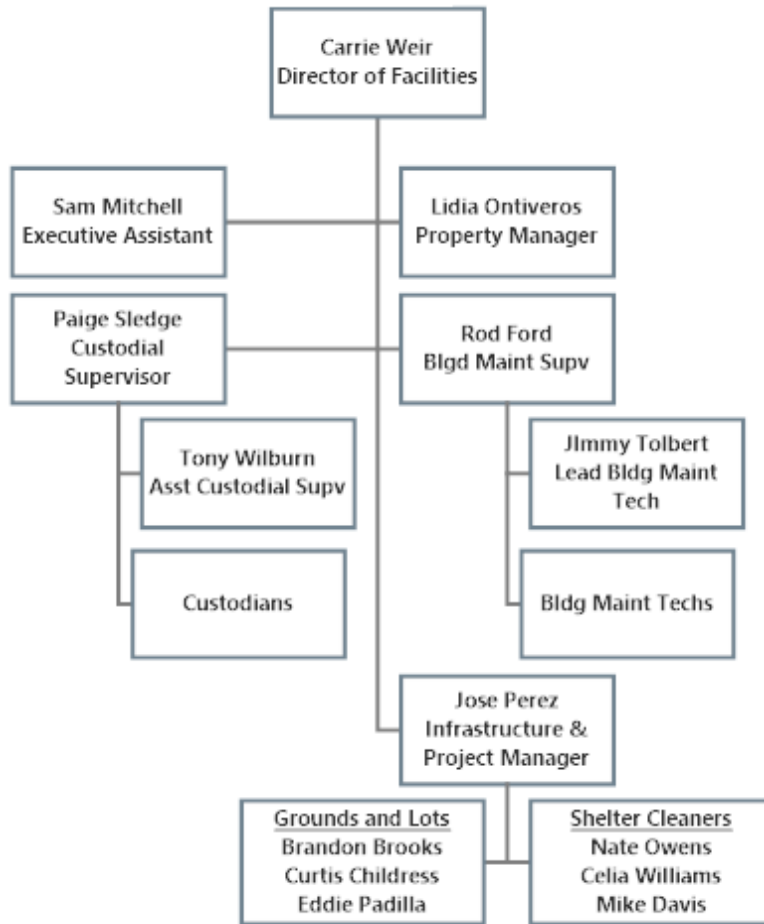 Carrie Weir
Director of Facilities
Sam Mitchell
Executive Assistant
Lidia Ontiveros
Property Manager
Paige Sledge
Custodial
Supervisor
Rod Ford
Blgd Maint Supv
Tony Wilburn
Asst Custodial Supv
JImmy Tolbert
Lead Bldg Maint
Tech
Custodians
Bldg Maint Techs
Jose Perez
Infrastructure &
Project Manager
Grounds and Lots
Brandon Brooks
Curtis Childress
Eddie Padilla
Shelter Cleaners
Nate Owens
Celia Williams
Mike Davis